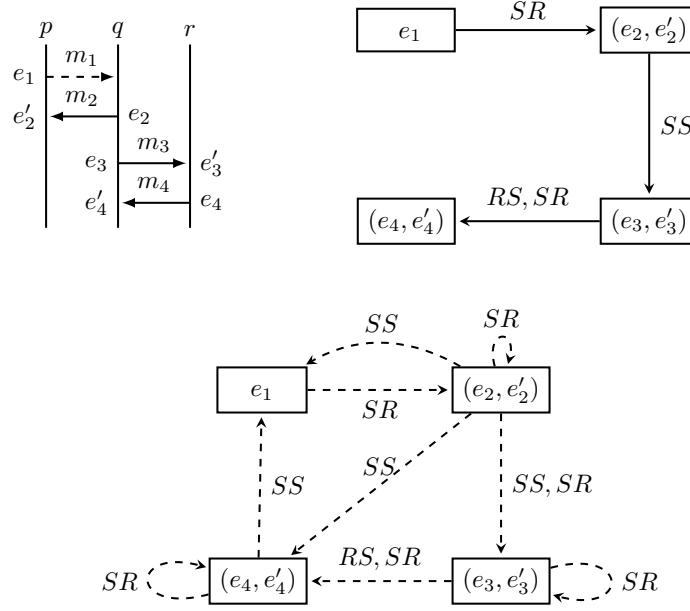 p q r
e₁ m₁
e′₂ m₂ e₂
e₃ m₃ e′₃
e′₄ m₄ e₄
e₁ SR (e₂, e′₂)
SS
(e₄, e′₄) RS, SR (e₃, e′₃)
SS SR
e₁ SR (e₂, e′₂)
SS SS SS, SR
SR (e₄, e′₄) RS, SR (e₃, e′₃) SR